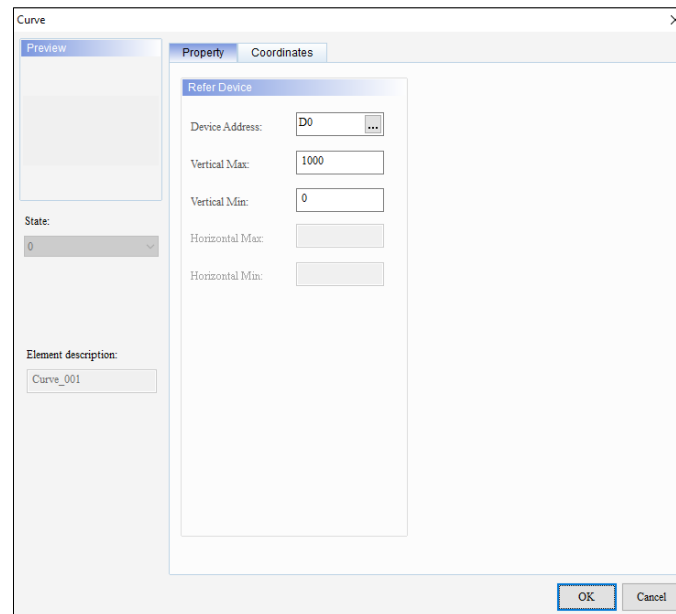 Curve
Preview
Property Coordinates
Refer Device
Device Address: D0 ...
Vertical Max: 1000
Vertical Min: 0
State:
0
Horizontal Max:
Horizontal Min:
Element description:
Curve_001
OK Cancel